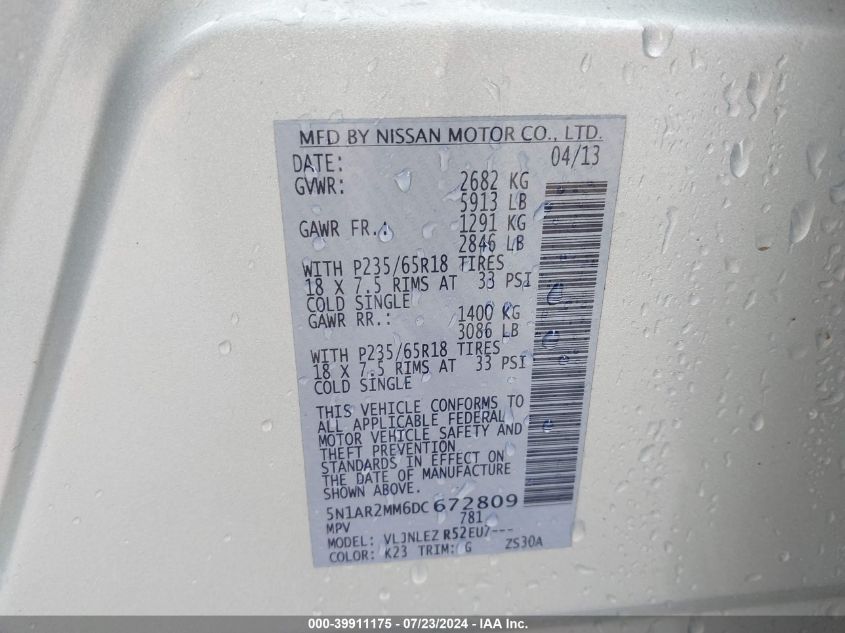 MFD BY NISSAN MOTOR CO., LTD.
DATE: 04/13
GVWR: 2682 KG
5913 LB
GAWR FR.: 1291 KG
2846 LB
WITH P235/65R18 TIRES
18 X 7.5 RIMS AT 33 PSI
COLD SINGLE
GAWR RR.: 1400 KG
3086 LB
WITH P235/65R18 TIRES
18 X 7.5 RIMS AT 33 PSI
COLD SINGLE
THIS VEHICLE CONFORMS TO
ALL APPLICABLE FEDERAL
MOTOR VEHICLE SAFETY AND
THEFT PREVENTION
STANDARDS IN EFFECT ON
THE DATE OF MANUFACTURE
SHOWN ABOVE.
5N1AR2MM6DC672809
MPV 781
MODEL: VLJNLEZ R52EU7---
COLOR: K23 TRIM: G ZS30A
000-39911175 - 07/23/2024 - IAA Inc.